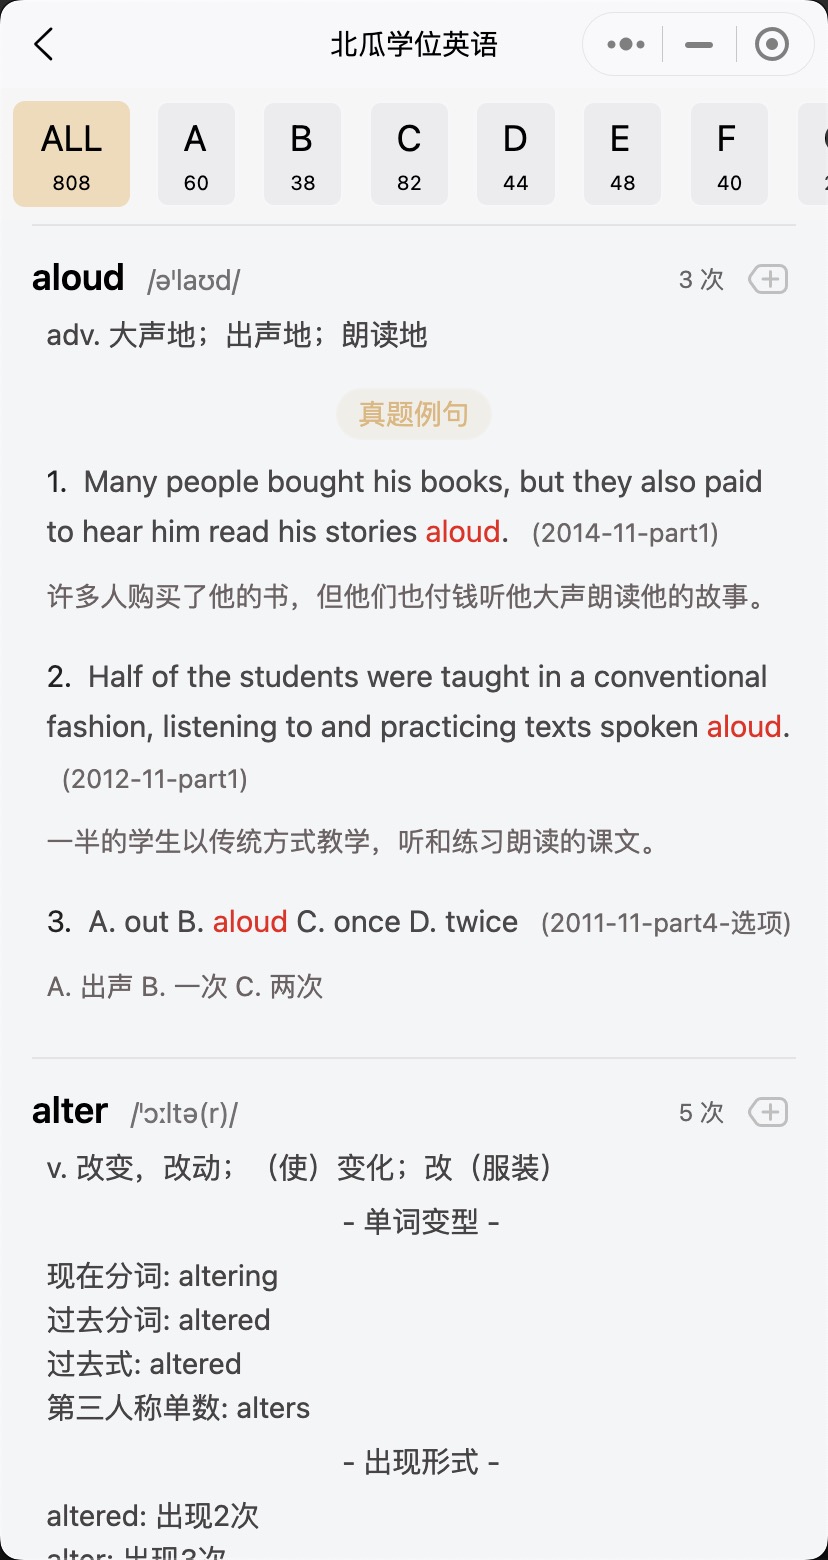 北瓜学位英语
ALL A B C D E F
808 60 38 82 44 48 40
aloud /əˈlaʊd/ 3 次
adv. 大声地；出声地；朗读地
真题例句
1. Many people bought his books, but they also paid
to hear him read his stories aloud. (2014-11-part1)
许多人购买了他的书，但他们也付钱听他大声朗读他的故事。
2. Half of the students were taught in a conventional
fashion, listening to and practicing texts spoken aloud.
(2012-11-part1)
一半的学生以传统方式教学，听和练习朗读的课文。
3. A. out B. aloud C. once D. twice (2011-11-part4-选项)
A. 出声 B. 一次 C. 两次
alter /ˈɔːltə(r)/ 5 次
v. 改变，改动；（使）变化；改（服装）
- 单词变型 -
现在分词: altering
过去分词: altered
过去式: altered
第三人称单数: alters
- 出现形式 -
altered: 出现2次
alter: 出现3次